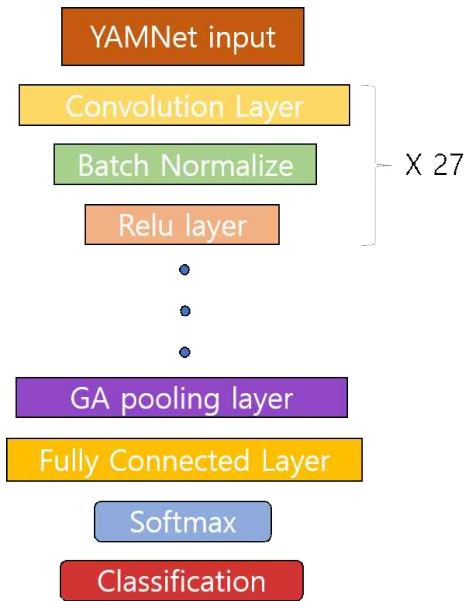 YAMNet input
Convolution Layer
Batch Normalize
X 27
Relu layer
GA pooling layer
Fully Connected Layer
Softmax
Classification